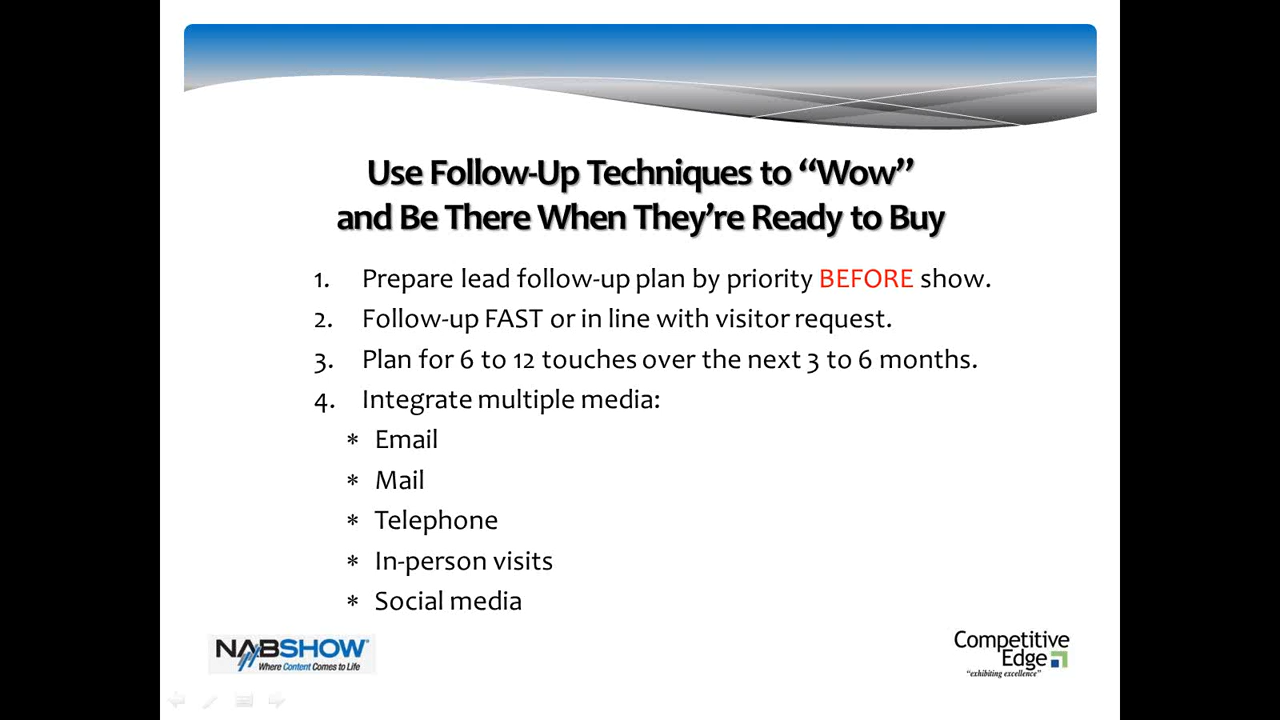 Use Follow-Up Techniques to “Wow”
and Be There When They’re Ready to Buy
1. Prepare lead follow-up plan by priority BEFORE show.
2. Follow-up FAST or in line with visitor request.
3. Plan for 6 to 12 touches over the next 3 to 6 months.
4. Integrate multiple media:
* Email
* Mail
* Telephone
* In-person visits
* Social media
NABSHOW
Where Content Comes to Life
Competitive
Edge
“exhibiting excellence”